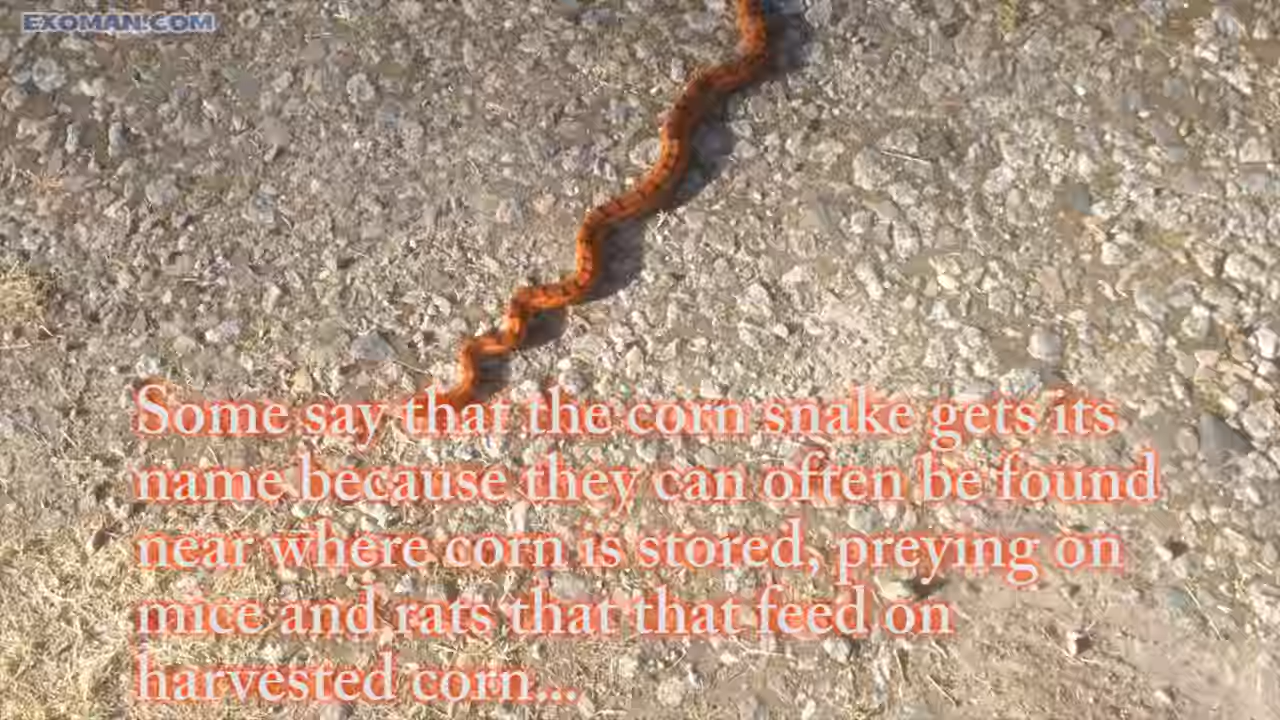 EXOMAN.COM
Some say that the corn snake gets its
name because they can often be found
near where corn is stored, preying on
mice and rats that that feed on
harvested corn...